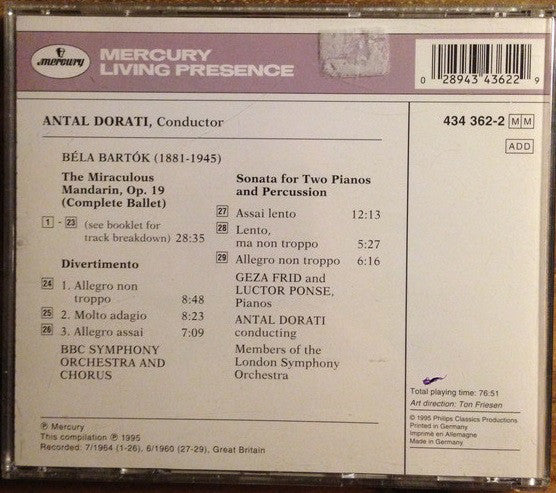 mercury
MERCURY
LIVING PRESENCE
0 28943 43622 9
ANTAL DORATI, Conductor
434 362-2 M M
ADD
BÉLA BARTÓK (1881-1945)
The Miraculous
Mandarin, Op. 19
(Complete Ballet)
1 - 23 (see booklet for
track breakdown) 28:35
Divertimento
24 1. Allegro non
troppo 8:48
25 2. Molto adagio 8:23
26 3. Allegro assai 7:09
BBC SYMPHONY
ORCHESTRA AND
CHORUS
Sonata for Two Pianos
and Percussion
27 Assai lento 12:13
28 Lento,
ma non troppo 5:27
29 Allegro non troppo 6:16
GEZA FRID and
LUCTOR PONSE,
Pianos
ANTAL DORATI
conducting
Members of the
London Symphony
Orchestra
Total playing time: 76:51
Art direction: Ton Friesen
© 1995 Philips Classics Productions
Printed in Germany
Imprimé en Allemagne
Made in Germany
℗ Mercury
This compilation ℗ 1995
Recorded: 7/1964 (1-26), 6/1960 (27-29), Great Britain